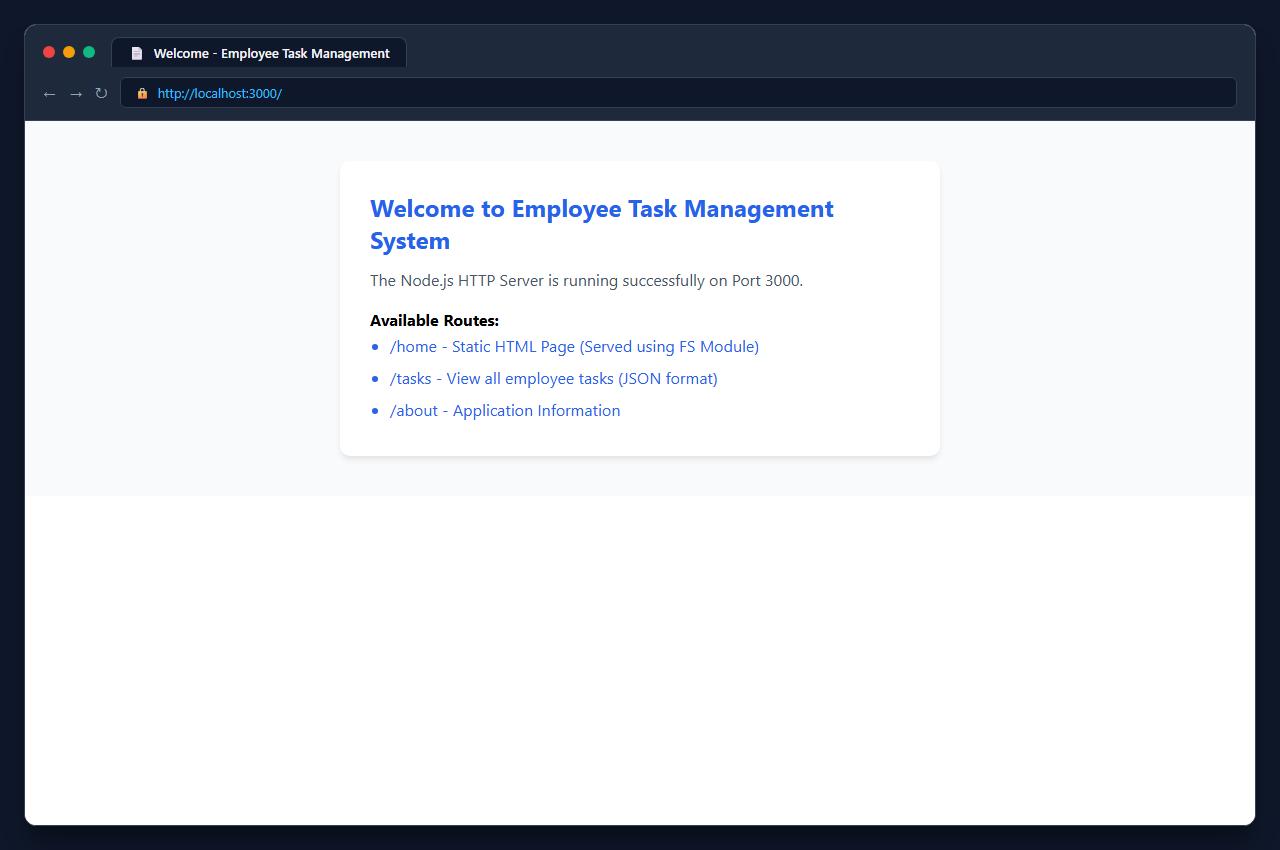 Welcome - Employee Task Management
http://localhost:3000/
Welcome to Employee Task Management
System
The Node.js HTTP Server is running successfully on Port 3000.
Available Routes:
/home - Static HTML Page (Served using FS Module)
/tasks - View all employee tasks (JSON format)
/about - Application Information